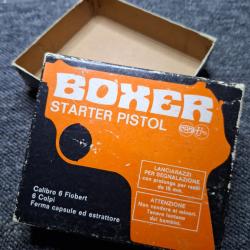 BOXER
STARTER PISTOL
LANCIARAZZI
PER SEGNALAZIONE
con prolunga per razzi
da 15 mm.
Calibro 6 Flobert
6 Colpi
Ferma capsule ed estrattore
ATTENZIONE
Non vendere ai minori.
Tenere lontano
dai bambini.